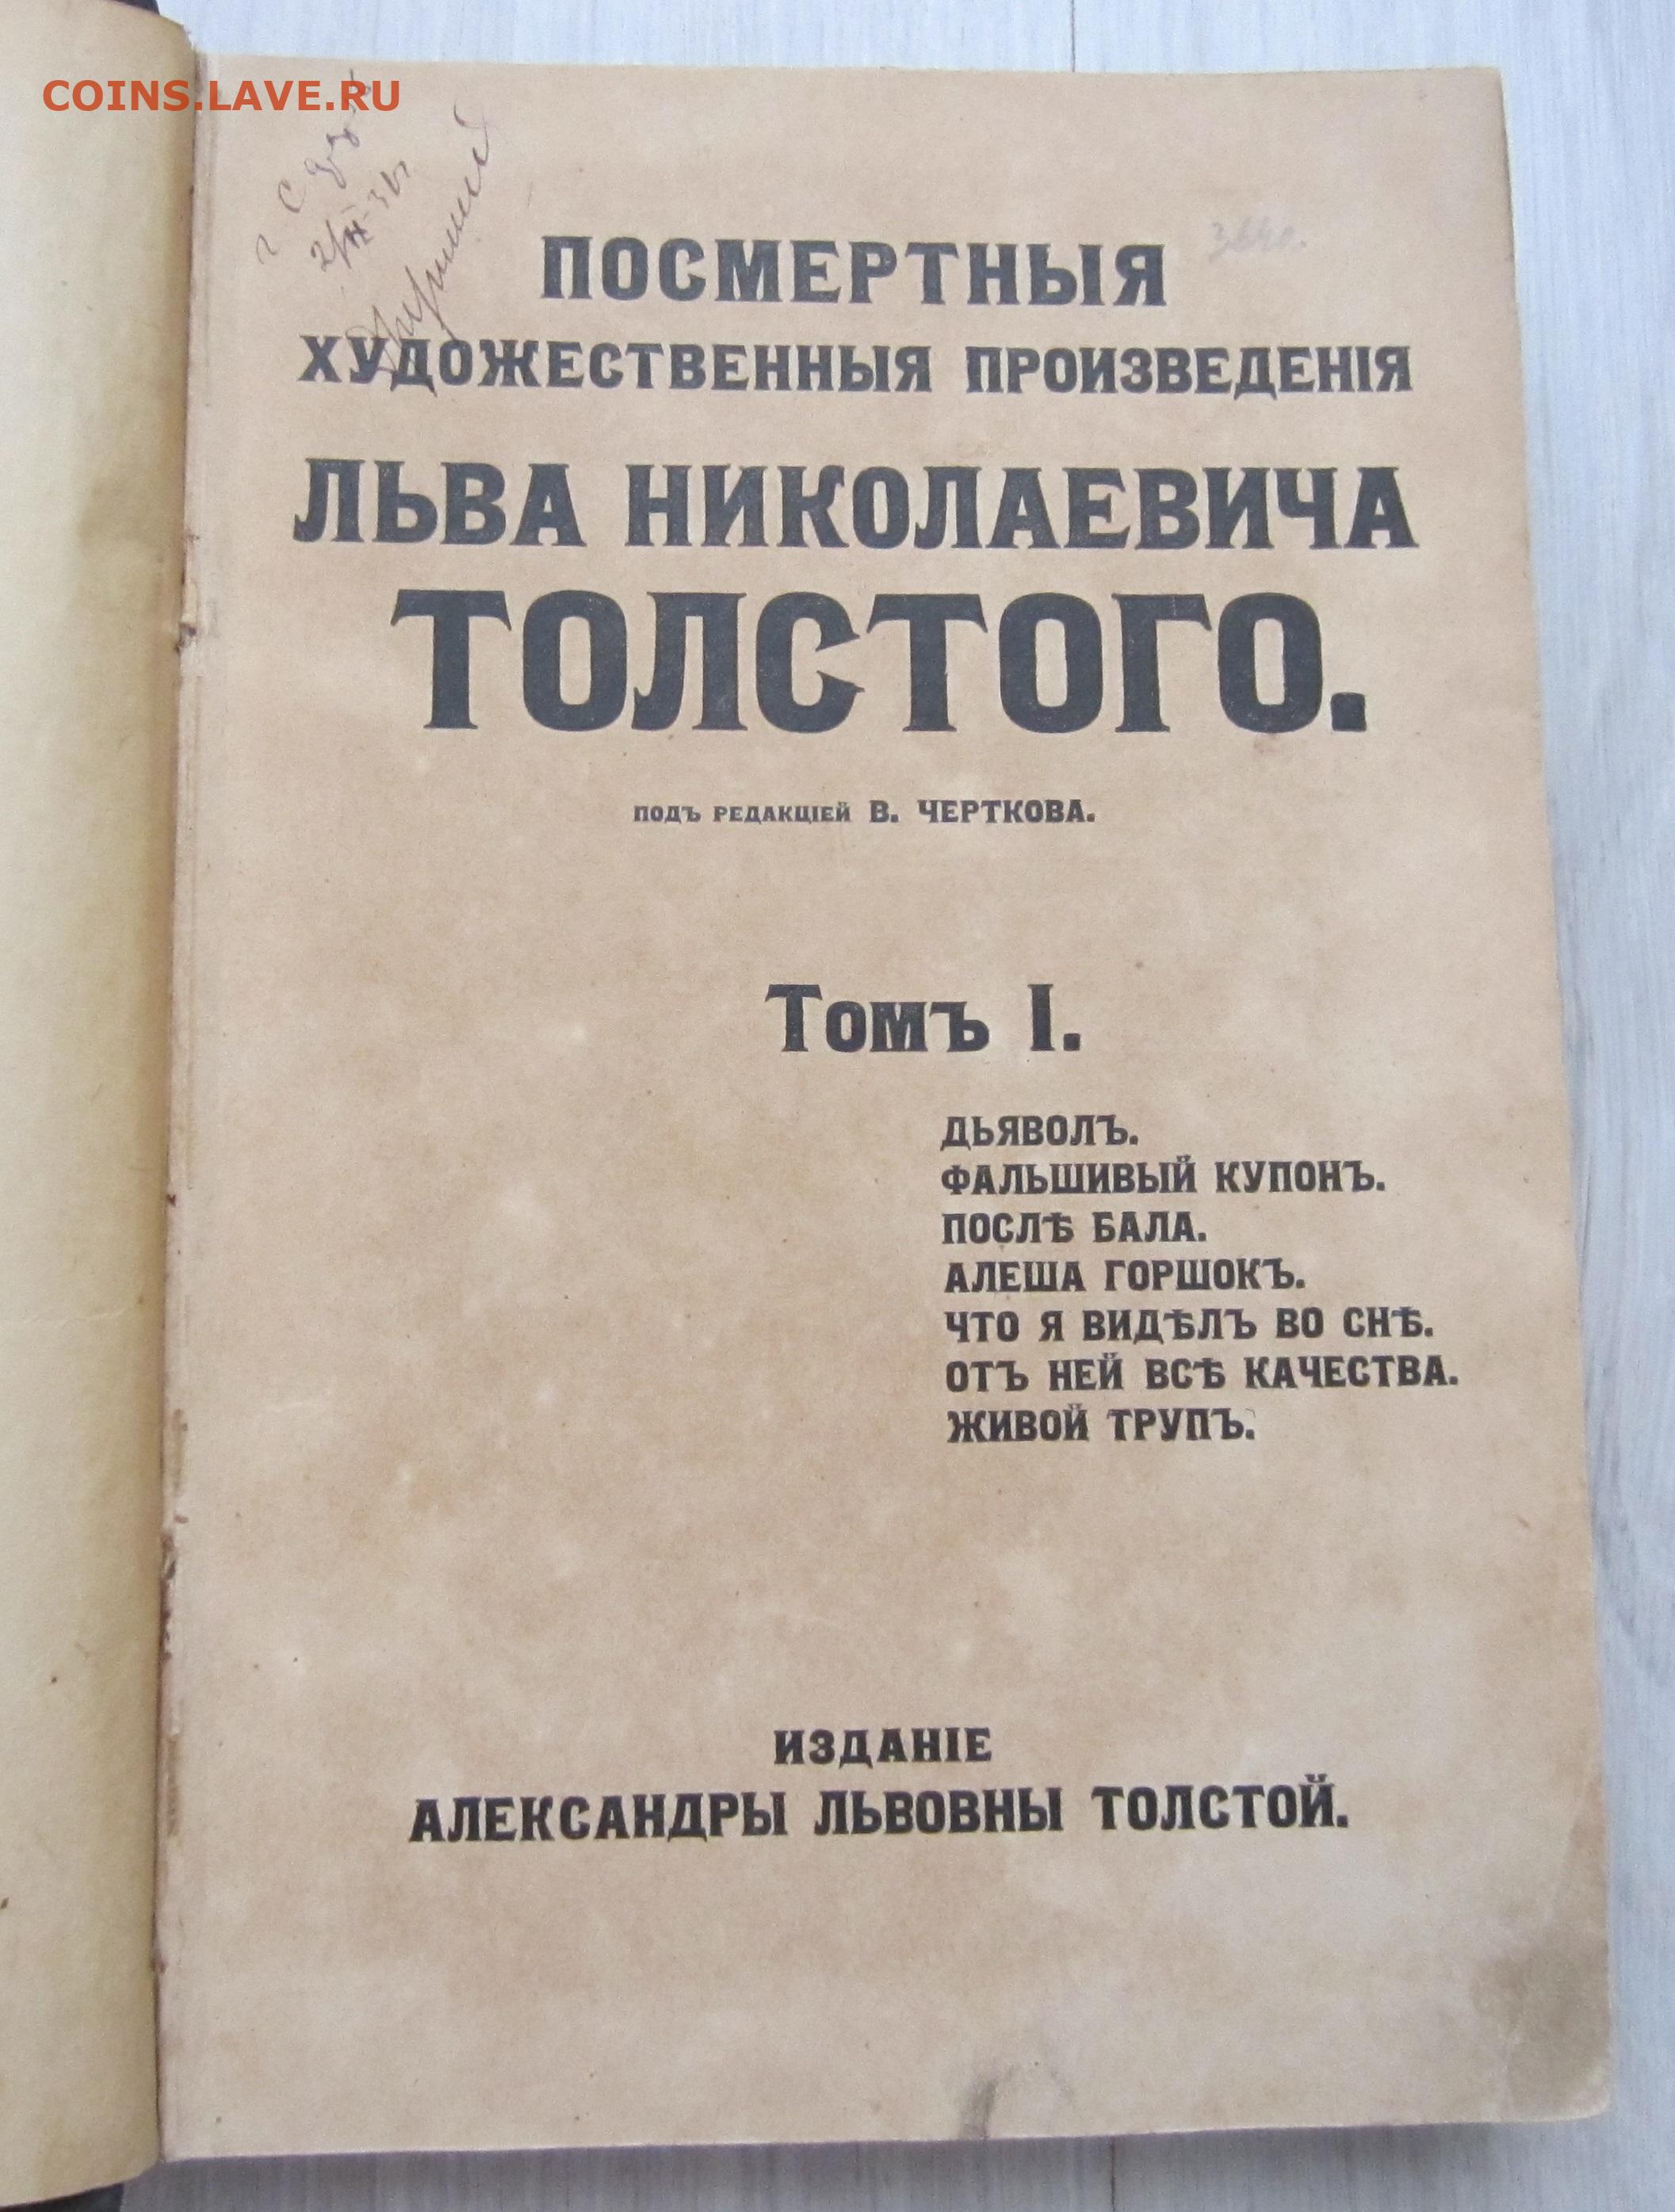 COINS.LAVE.RU
ПОСМЕРТНЫЯ
ХУДОЖЕСТВЕННЫЯ ПРОИЗВЕДЕНІЯ
ЛЬВА НИКОЛАЕВИЧА
ТОЛСТОГО.
ПОДЪ РЕДАКЦІЕЙ В. ЧЕРТКОВА.
Томъ I.
ДЬЯВОЛЪ.
ФАЛЬШИВЫЙ КУПОНЪ.
ПОСЛѢ БАЛА.
АЛЕША ГОРШОКЪ.
ЧТО Я ВИДѢЛЪ ВО СНѢ.
ОТЪ НЕЙ ВСѢ КАЧЕСТВА.
ЖИВОЙ ТРУПЪ.
ИЗДАНІЕ
АЛЕКСАНДРЫ ЛЬВОВНЫ ТОЛСТОЙ.